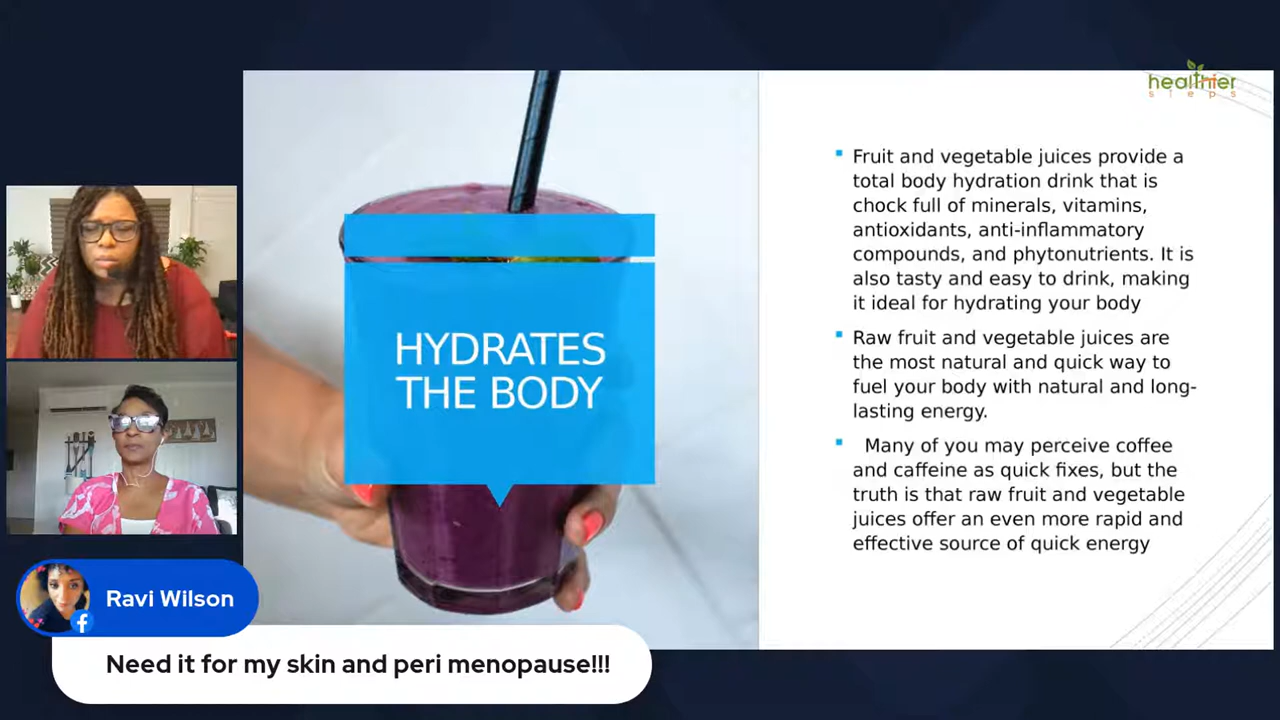 healthier
steps
HYDRATES
THE BODY
Fruit and vegetable juices provide a
total body hydration drink that is
chock full of minerals, vitamins,
antioxidants, anti-inflammatory
compounds, and phytonutrients. It is
also tasty and easy to drink, making
it ideal for hydrating your body
Raw fruit and vegetable juices are
the most natural and quick way to
fuel your body with natural and long-
lasting energy.
Many of you may perceive coffee
and caffeine as quick fixes, but the
truth is that raw fruit and vegetable
juices offer an even more rapid and
effective source of quick energy
Ravi Wilson
Need it for my skin and peri menopause!!!